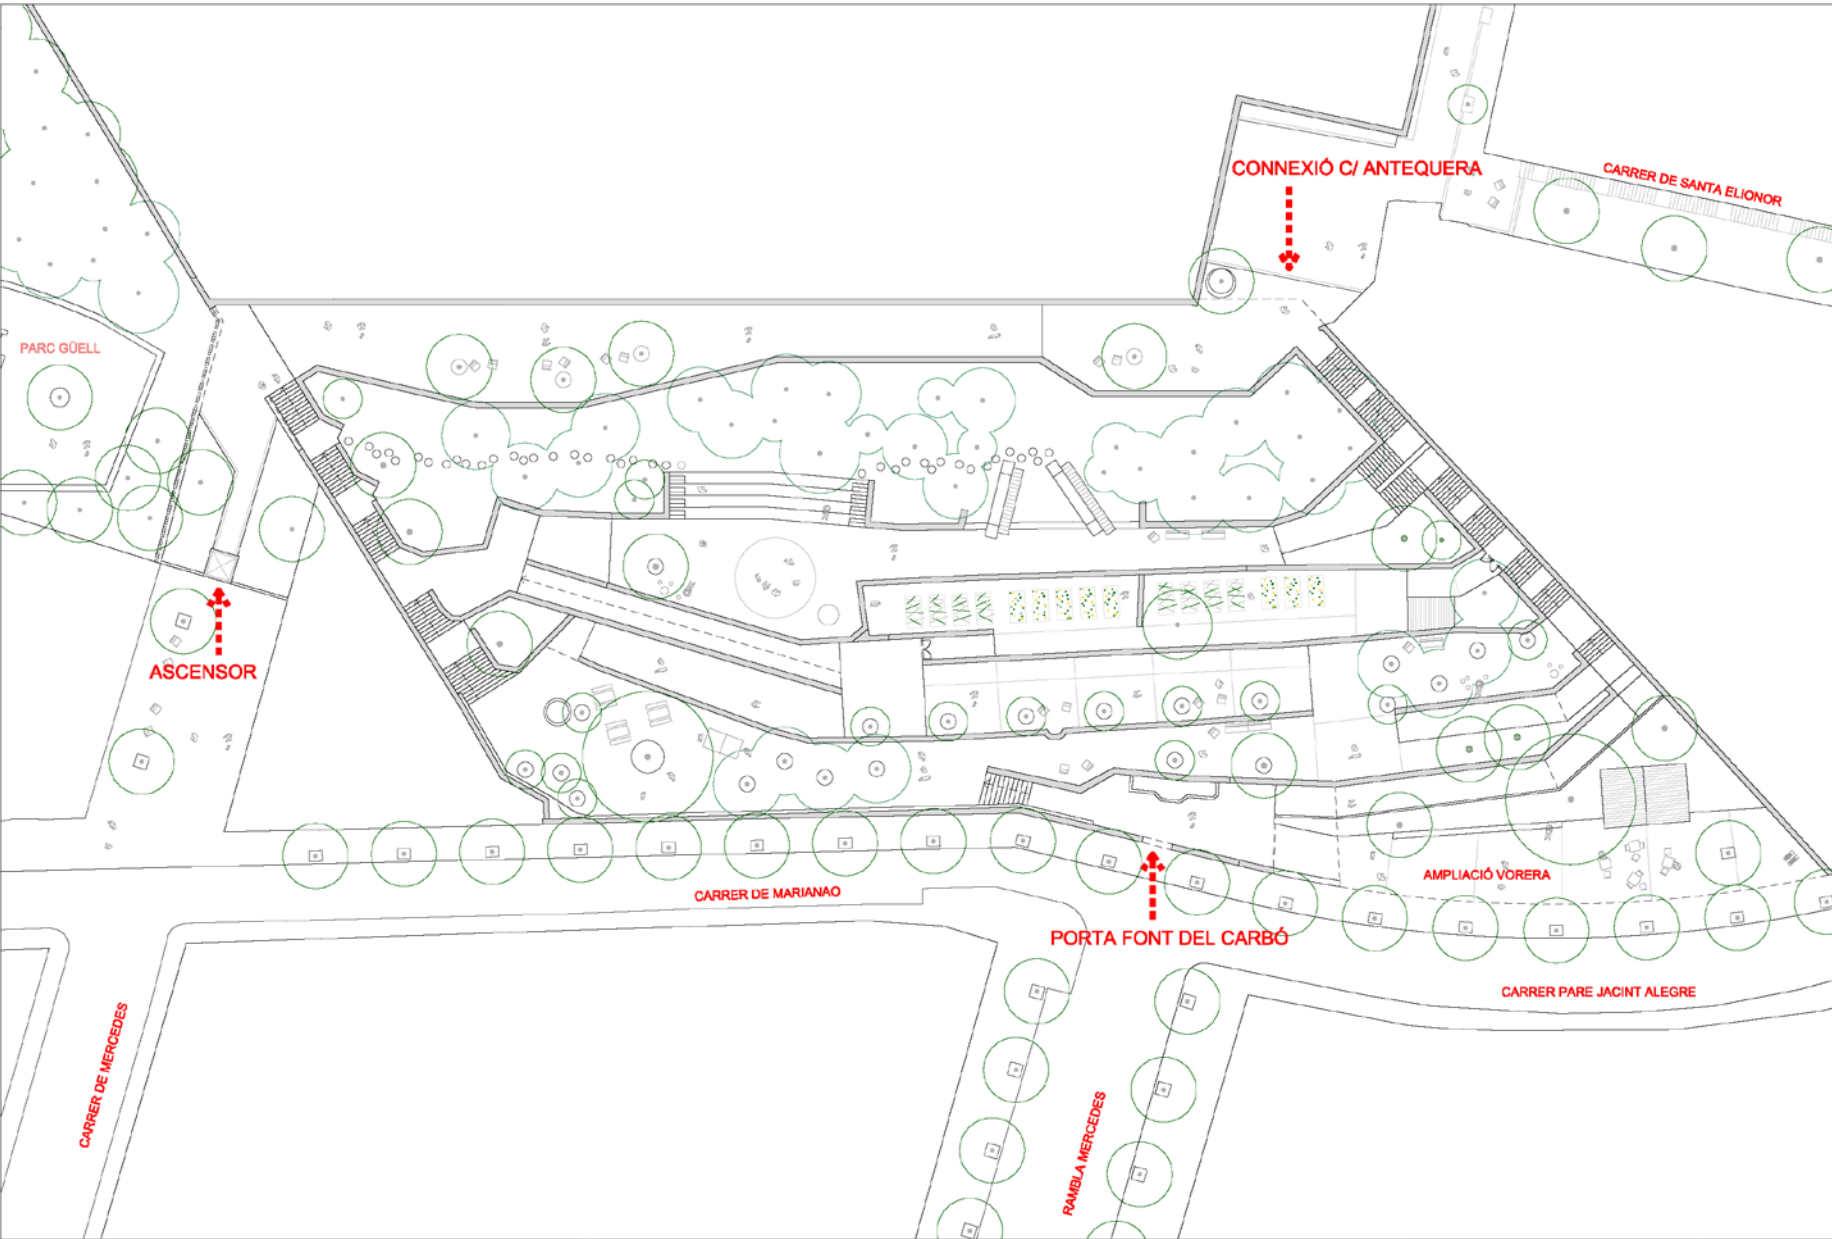 CONNEXIÓ C/ ANTEQUERA
CARRER DE SANTA ELIONOR
PARC GÜELL
ASCENSOR
AMPLIACIÓ VORERA
CARRER DE MARIANAO
PORTA FONT DEL CARBÓ
CARRER PARE JACINT ALEGRE
CARRER DE MERCEDES
RAMBLA MERCEDES